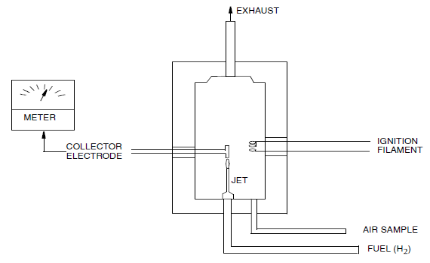 EXHAUST
METER
COLLECTOR
ELECTRODE
IGNITION
FILAMENT
JET
AIR SAMPLE
FUEL (H₂)